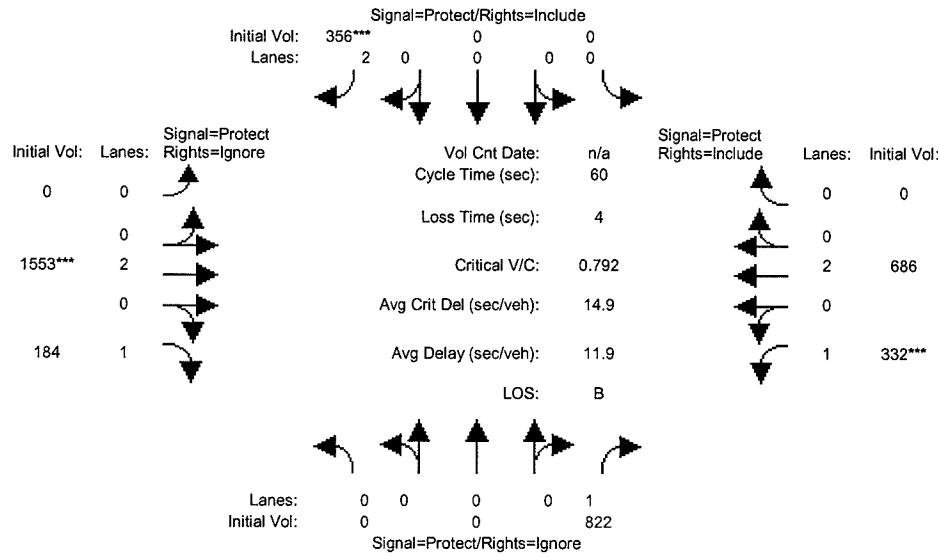 Signal=Protect/Rights=Include
Initial Vol: 356*** 0 0
Lanes: 2 0 0 0 0
Signal=Protect
Rights=Ignore
Initial Vol: Lanes:
0 0
0
1553*** 2
0
184 1
Vol Cnt Date: n/a
Cycle Time (sec): 60
Loss Time (sec): 4
Critical V/C: 0.792
Avg Crit Del (sec/veh): 14.9
Avg Delay (sec/veh): 11.9
LOS: B
Signal=Protect
Rights=Include
Lanes: Initial Vol:
0 0
0
2 686
0
1 332***
Lanes: 0 0 0 0 1
Initial Vol: 0 0 822
Signal=Protect/Rights=Ignore